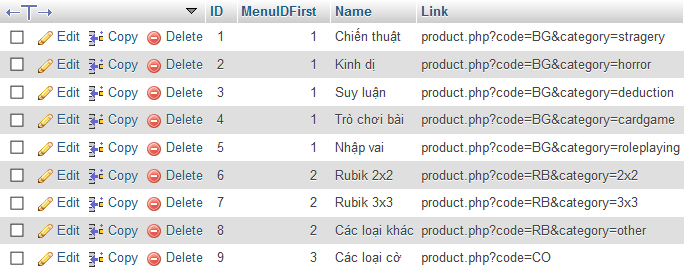 ID MenuIDFirst Name Link
Edit Copy Delete 1 1 Chiến thuật product.php?code=BG&category=stragery
Edit Copy Delete 2 1 Kinh dị product.php?code=BG&category=horror
Edit Copy Delete 3 1 Suy luận product.php?code=BG&category=deduction
Edit Copy Delete 4 1 Trò chơi bài product.php?code=BG&category=cardgame
Edit Copy Delete 5 1 Nhập vai product.php?code=BG&category=roleplaying
Edit Copy Delete 6 2 Rubik 2x2 product.php?code=RB&category=2x2
Edit Copy Delete 7 2 Rubik 3x3 product.php?code=RB&category=3x3
Edit Copy Delete 8 2 Các loại khác product.php?code=RB&category=other
Edit Copy Delete 9 3 Các loại cờ product.php?code=CO